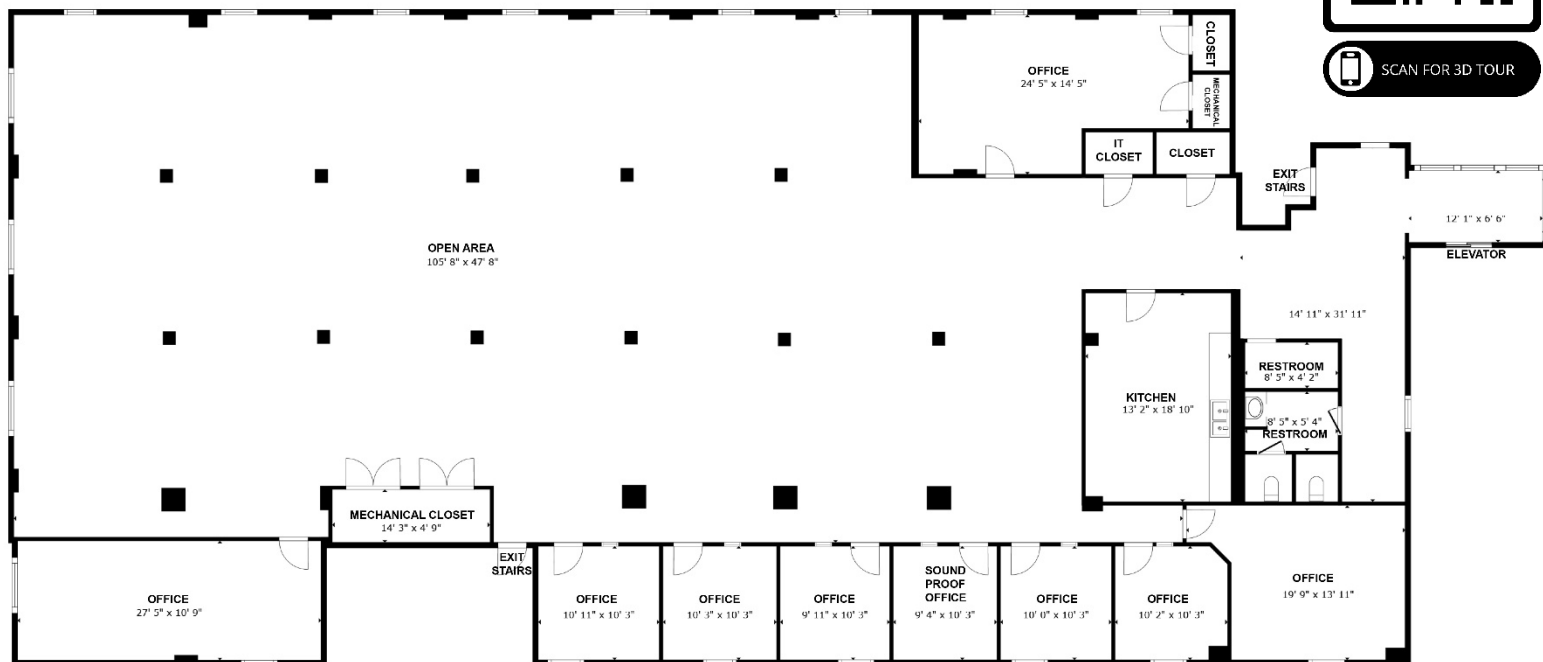 SCAN FOR 3D TOUR
CLOSET
OFFICE
24' 5" x 14' 5"
MECHANICAL
CLOSET
IT
CLOSET
CLOSET
EXIT
STAIRS
12' 1" x 6' 6"
ELEVATOR
OPEN AREA
105' 8" x 47' 8"
14' 11" x 31' 11"
RESTROOM
8' 5" x 4' 2"
KITCHEN
13' 2" x 18' 10"
8' 5" x 5' 4"
RESTROOM
MECHANICAL CLOSET
14' 3" x 4' 9"
EXIT
STAIRS
OFFICE
27' 5" x 10' 9"
OFFICE
10' 11" x 10' 3"
OFFICE
10' 3" x 10' 3"
OFFICE
9' 11" x 10' 3"
SOUND
PROOF
OFFICE
9' 4" x 10' 3"
OFFICE
10' 0" x 10' 3"
OFFICE
10' 2" x 10' 3"
OFFICE
19' 9" x 13' 11"